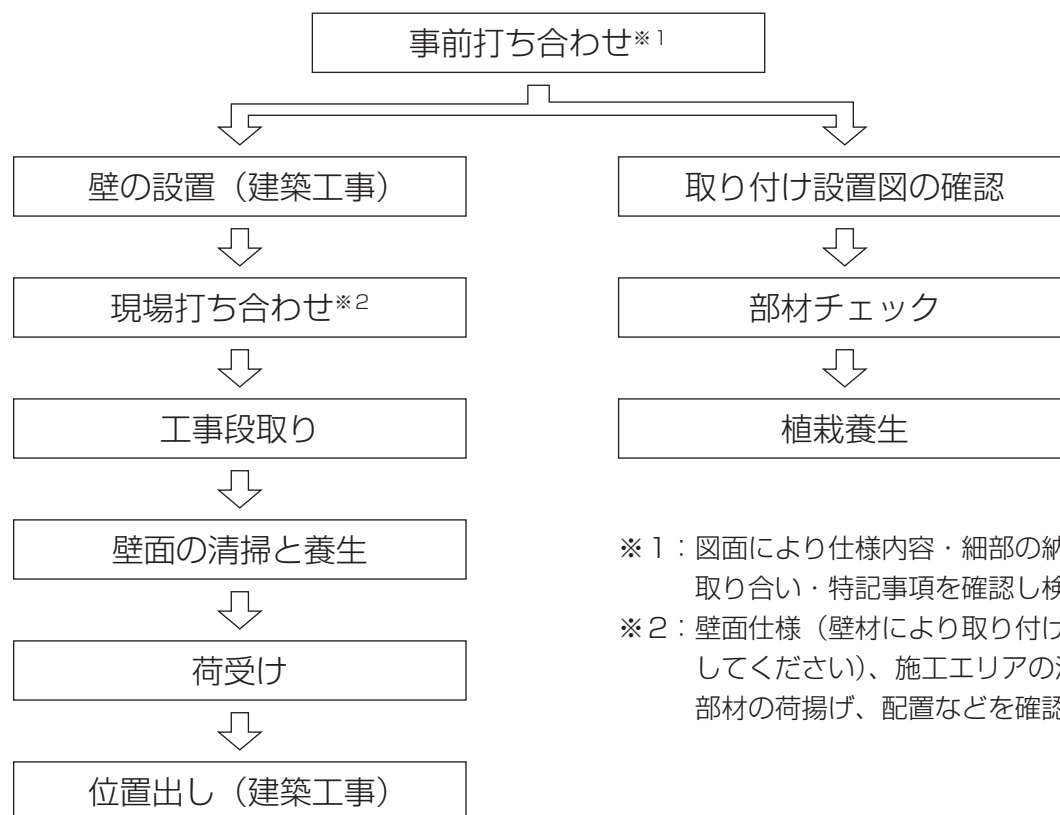 事前打ち合わせ※1
壁の設置（建築工事）
現場打ち合わせ※2
工事段取り
壁面の清掃と養生
荷受け
位置出し（建築工事）
取り付け設置図の確認
部材チェック
植栽養生
※1：図面により仕様内容・細部の納
取り合い・特記事項を確認し検
※2：壁面仕様（壁材により取り付け
してください）、施工エリアの
部材の荷揚げ、配置などを確認